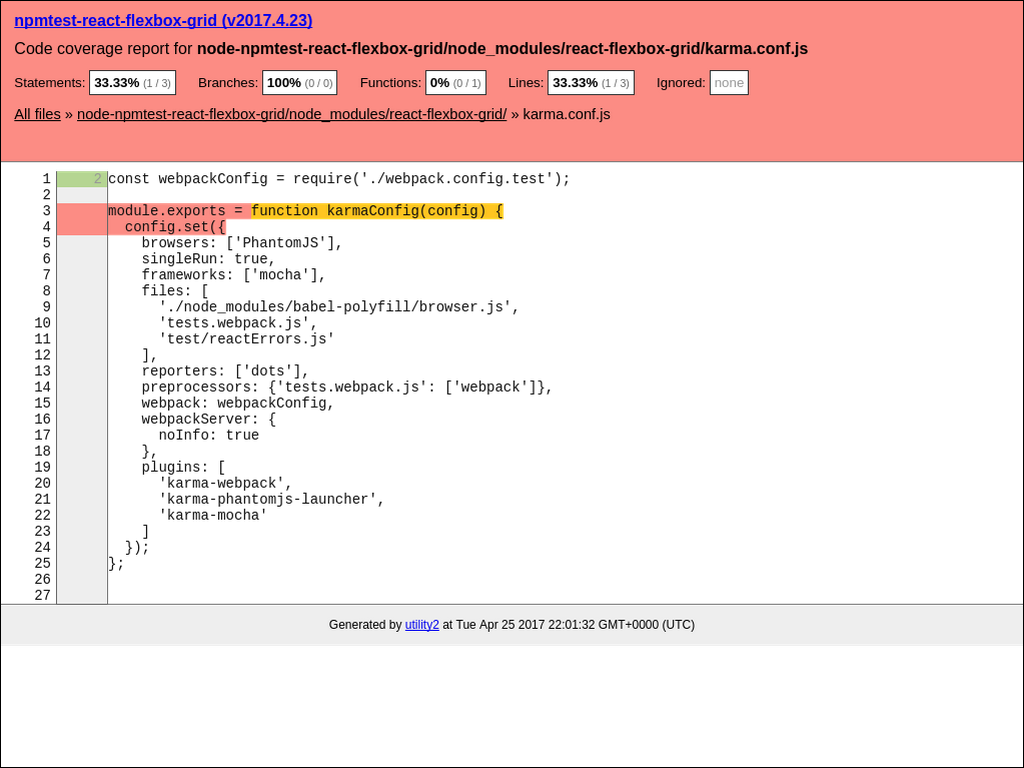 npmtest-react-flexbox-grid (v2017.4.23)
Code coverage report for node-npmtest-react-flexbox-grid/node_modules/react-flexbox-grid/karma.conf.js
Statements: 33.33% (1 / 3) Branches: 100% (0 / 0) Functions: 0% (0 / 1) Lines: 33.33% (1 / 3) Ignored: none
All files » node-npmtest-react-flexbox-grid/node_modules/react-flexbox-grid/ » karma.conf.js
1 2 const webpackConfig = require('./webpack.config.test');
2
3 module.exports = function karmaConfig(config) {
4   config.set({
5     browsers: ['PhantomJS'],
6     singleRun: true,
7     frameworks: ['mocha'],
8     files: [
9       './node_modules/babel-polyfill/browser.js',
10       'tests.webpack.js',
11       'test/reactErrors.js'
12     ],
13     reporters: ['dots'],
14     preprocessors: {'tests.webpack.js': ['webpack']},
15     webpack: webpackConfig,
16     webpackServer: {
17       noInfo: true
18     },
19     plugins: [
20       'karma-webpack',
21       'karma-phantomjs-launcher',
22       'karma-mocha'
23     ]
24   });
25 };
26
27
Generated by utility2 at Tue Apr 25 2017 22:01:32 GMT+0000 (UTC)